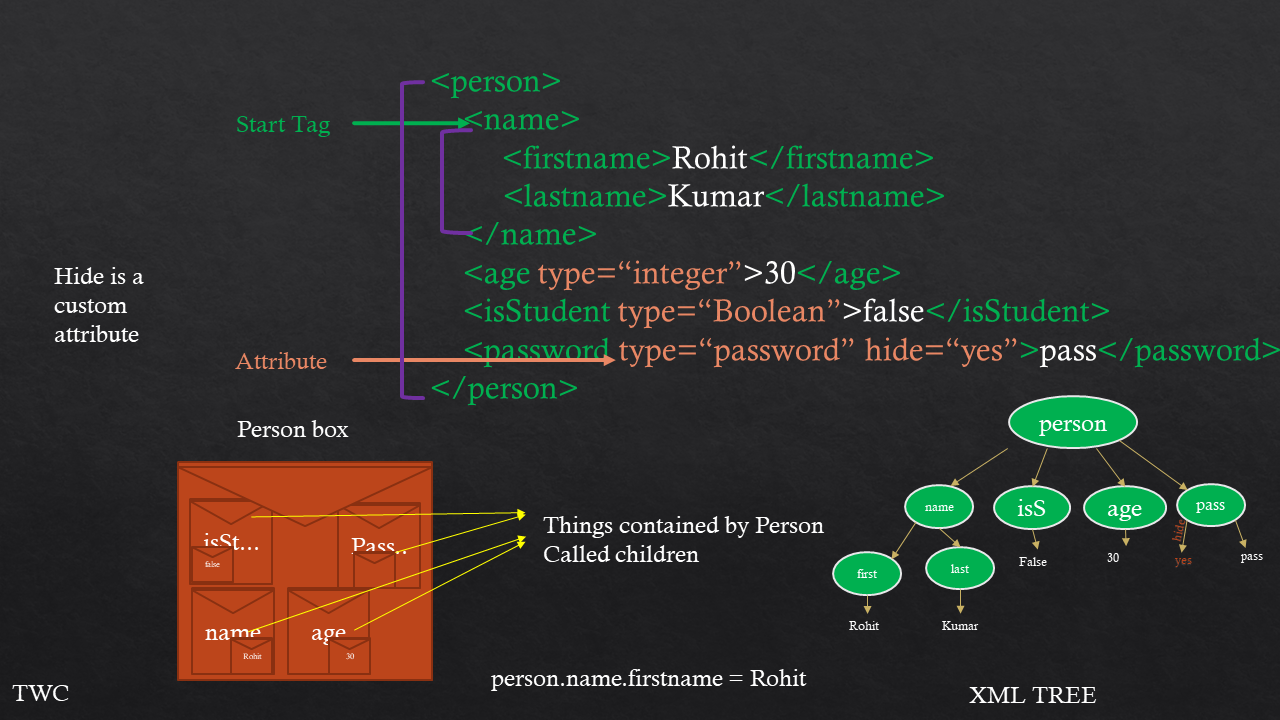 <person>
Start Tag
<name>
<firstname>Rohit</firstname>
<lastname>Kumar</lastname>
</name>
Hide is a
custom
attribute
<age type=“integer”>30</age>
<isStudent type=“Boolean”>false</isStudent>
<password type=“password” hide=“yes”>pass</password>
Attribute
</person>
Person box
person
isSt...
false
Pass..
name
Rohit
age
30
Things contained by Person
Called children
name
isS
age
pass
hide
first
last
False
30
yes
pass
Rohit
Kumar
person.name.firstname = Rohit
TWC
XML TREE